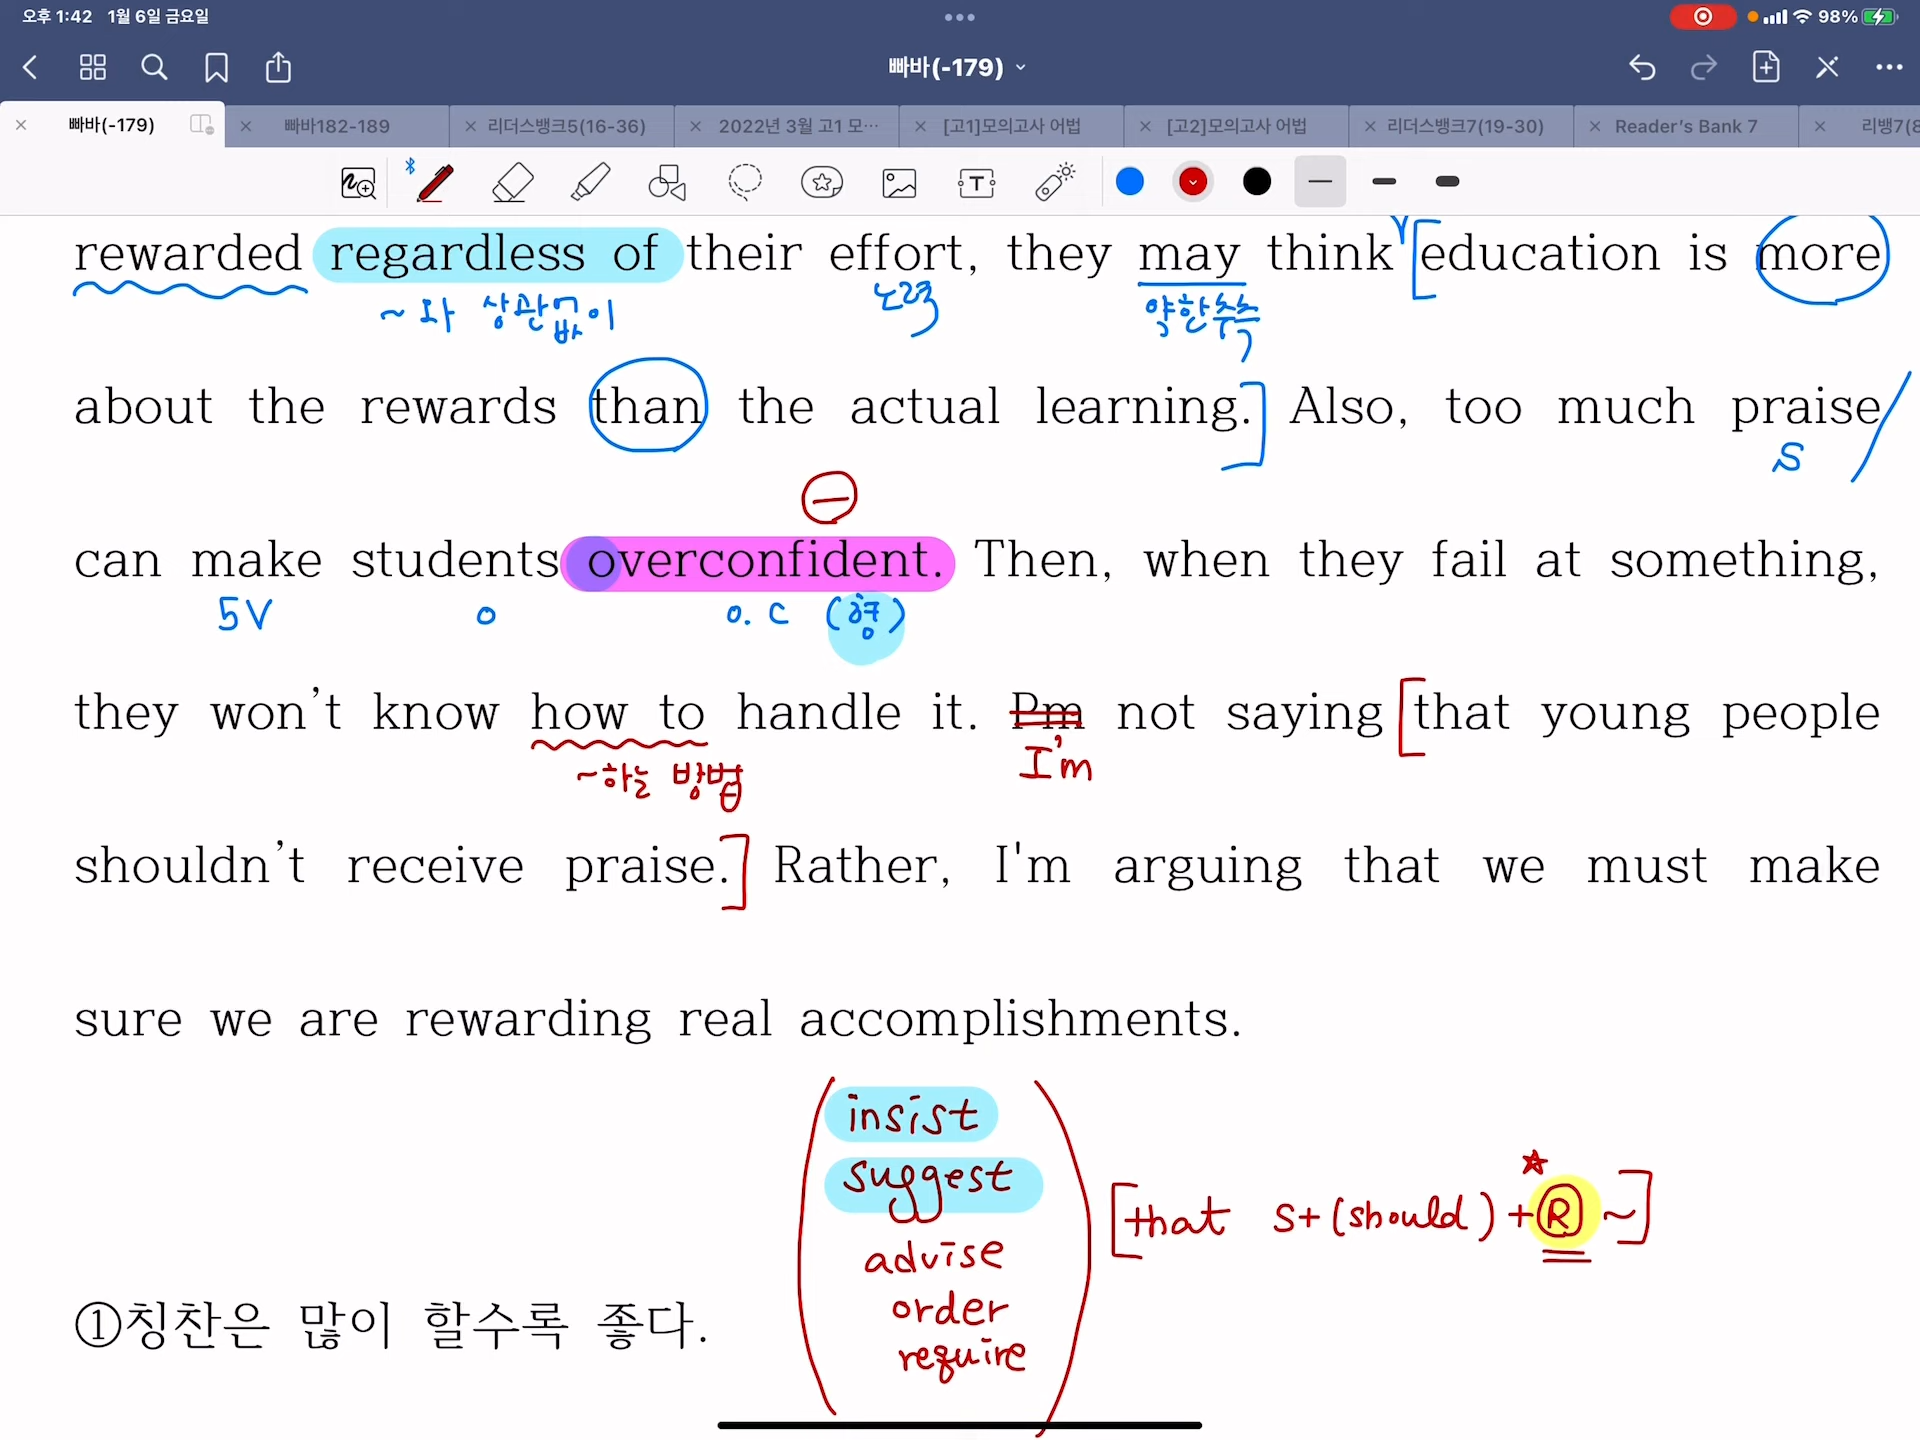 오후 1:42 1월 6일 금요일
98%
빠바(-179)
빠바(-179) 빠바182-189 리더스뱅크5(16-36) 2022년 3월 고1 모… [고1]모의고사 어법 [고2]모의고사 어법 리더스뱅크7(19-30) Reader's Bank 7 리뱅7(8
rewarded regardless of their effort, they may think [education is more
~와 상관없이 노력 약한추측
about the rewards than the actual learning.] Also, too much praise/
S
can make students overconfident. Then, when they fail at something,
5V o o.c (형)
they won't know how to handle it. I'm not saying [that young people
~하는 방법 I'm
shouldn't receive praise.] Rather, I'm arguing that we must make
sure we are rewarding real accomplishments.
insist
suggest
[that S+(should)+R~]
advise
order
①칭찬은 많이 할수록 좋다.
require